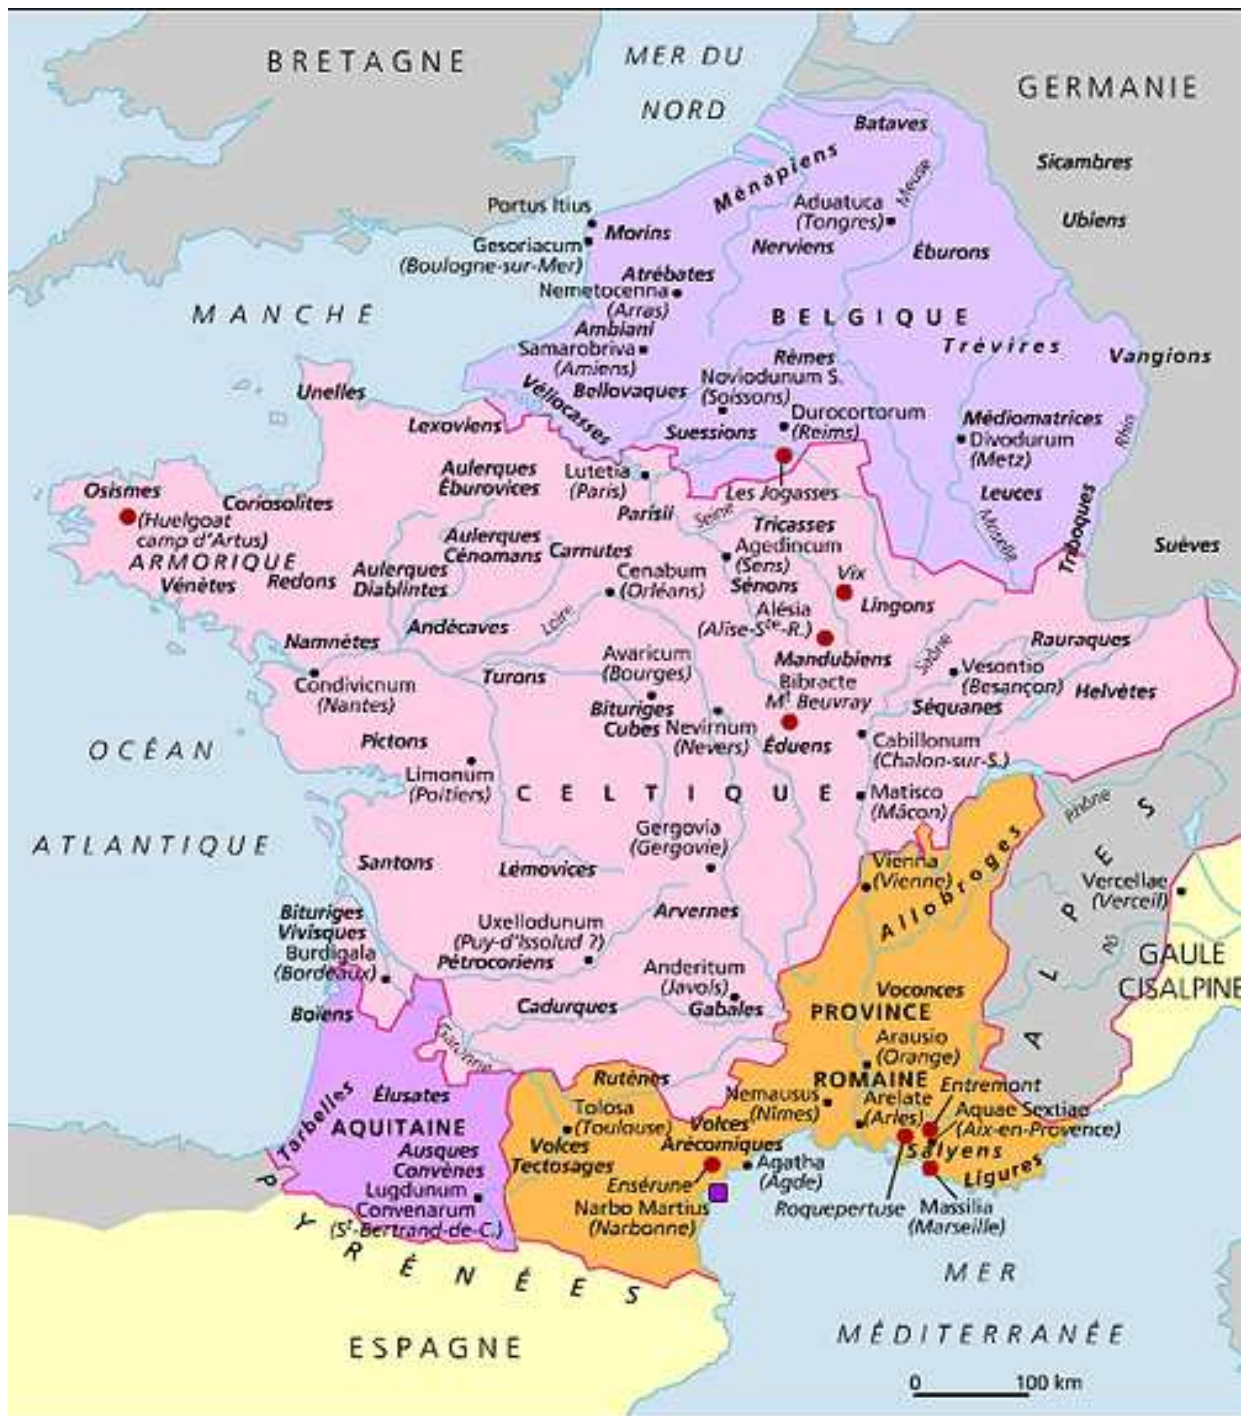 BRETAGNE
MER DU
NORD
GERMANIE
Bataves
Sicambres
Ménapiens
Meuse
Portus Itius
Aduatuca
(Tongres)
Ubiens
Morins
Gesoriacum
(Boulogne-sur-Mer)
Nerviens
Éburons
Atrébates
Nemetocenna
(Arras)
MANCHE
BELGIQUE
Ambiani
Samarobriva
(Amiens)
Rèmes
Trévires
Vangions
Noviodunum S.
(Soissons)
Unelles
Véliocasses
Bellovaques
Durocortorum
(Reims)
Médiomatrices
Divodurum
(Metz)
Rhin
Lexoviens
Suessions
Aulerques
Éburovices
Lutetia
(Paris)
Les Jogasses
Leuces
Osismes
(Huelgoat
camp d'Artus)
Coriosolites
Parisii
Seine
Moselle
Triboques
Tricasses
Suèves
ARMORIQUE
Aulerques
Cénomans
Carnutes
Agedincum
(Sens)
Vénètes
Redons
Aulerques
Diablintes
Cenabum
(Orléans)
Sénons
Vix
Lingons
Andécaves
Loire
Alésia
(Alise-Ste-R.)
Namnètes
Saône
Rauraques
Avaricum
(Bourges)
Mandubiens
Vesontio
(Besançon)
Condivicnum
(Nantes)
Turons
Bibracte
Mt Beuvray
Helvètes
Bituriges
Cubes
Nevirnum
(Nevers)
Séquanes
OCÉAN
Pictons
Éduens
Cabillonum
(Chalon-sur-S.)
Limonum
(Poitiers)
CELTIQUE
Matisco
(Mâcon)
Rhône
ALPES
ATLANTIQUE
Gergovia
(Gergovie)
Santons
Lémovices
Vienna
(Vienne)
Allobroges
Vercellae
(Verceil)
Bituriges
Vivisques
Arvernes
Uxellodunum
(Puy-d'Issolud ?)
Pô
Burdigala
(Bordeaux)
Pétrocoriens
Anderitum
(Javols)
GAULE
CISALPINE
Boïens
Cadurques
Gabales
Voconces
PROVINCE
Garonne
Arausio
(Orange)
Rutènes
ROMAINE
Entremont
Tarbelles
Élusates
Tolosa
(Toulouse)
Nemausus
(Nîmes)
Arelate
(Arles)
Aquae Sextiae
(Aix-en-Provence)
AQUITAINE
Volces
Arécomiques
Ausques
Convènes
Volces
Tectosages
Salyens
Agatha
(Agde)
Ligures
Lugdunum
Convenarum
(St-Bertrand-de-C.)
Ensérune
Narbo Martius
(Narbonne)
Roquepertuse
Massilia
(Marseille)
PYRÉNÉES
MER
MÉDITERRANÉE
ESPAGNE
0 100 km